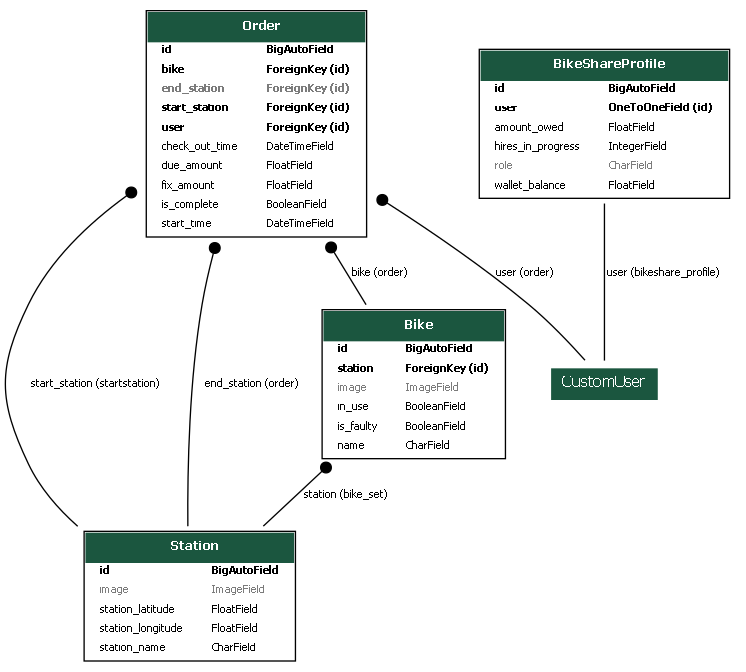 Order
id BigAutoField
bike ForeignKey (id)
end_station ForeignKey (id)
start_station ForeignKey (id)
user ForeignKey (id)
check_out_time DateTimeField
due_amount FloatField
fix_amount FloatField
is_complete BooleanField
start_time DateTimeField
BikeShareProfile
id BigAutoField
user OneToOneField (id)
amount_owed FloatField
hires_in_progress IntegerField
role CharField
wallet_balance FloatField
bike (order)
user (order)
user (bikeshare_profile)
Bike
id BigAutoField
station ForeignKey (id)
image ImageField
in_use BooleanField
is_faulty BooleanField
name CharField
CustomUser
start_station (startstation)
end_station (order)
station (bike_set)
Station
id BigAutoField
image ImageField
station_latitude FloatField
station_longitude FloatField
station_name CharField